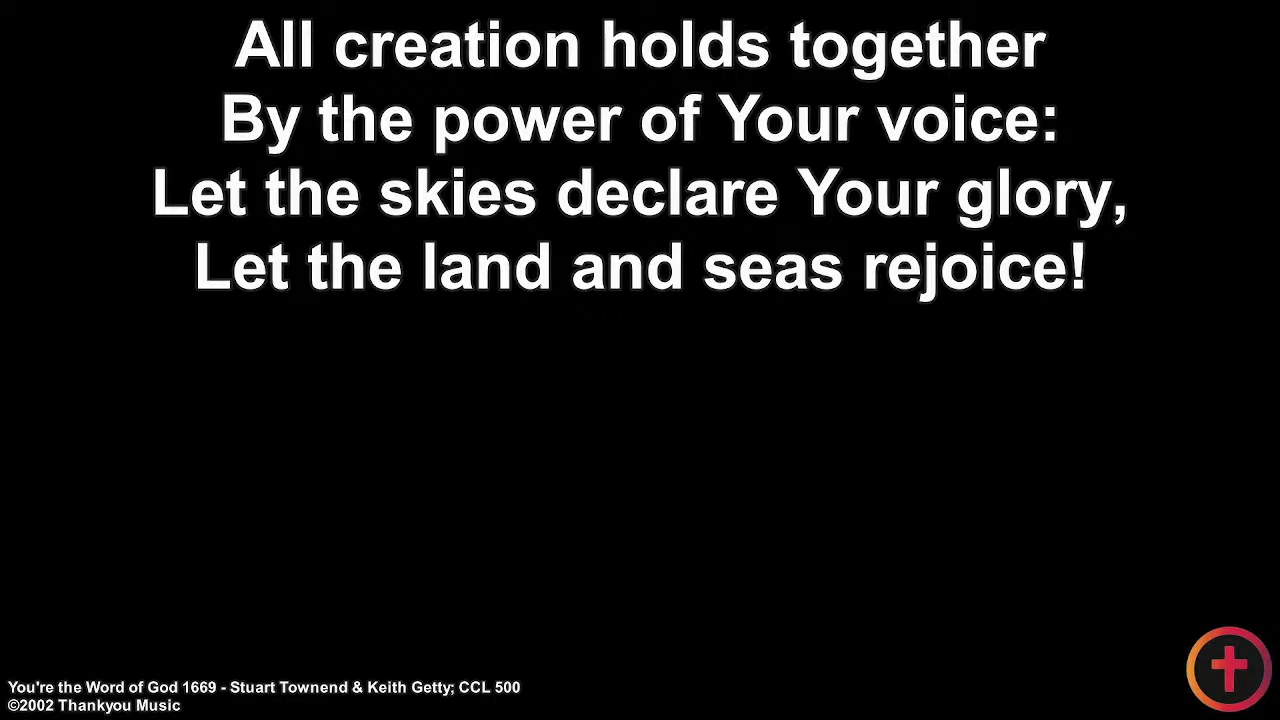 All creation holds together
By the power of Your voice:
Let the skies declare Your glory,
Let the land and seas rejoice!
You're the Word of God 1669 - Stuart Townend & Keith Getty; CCL 500
©2002 Thankyou Music